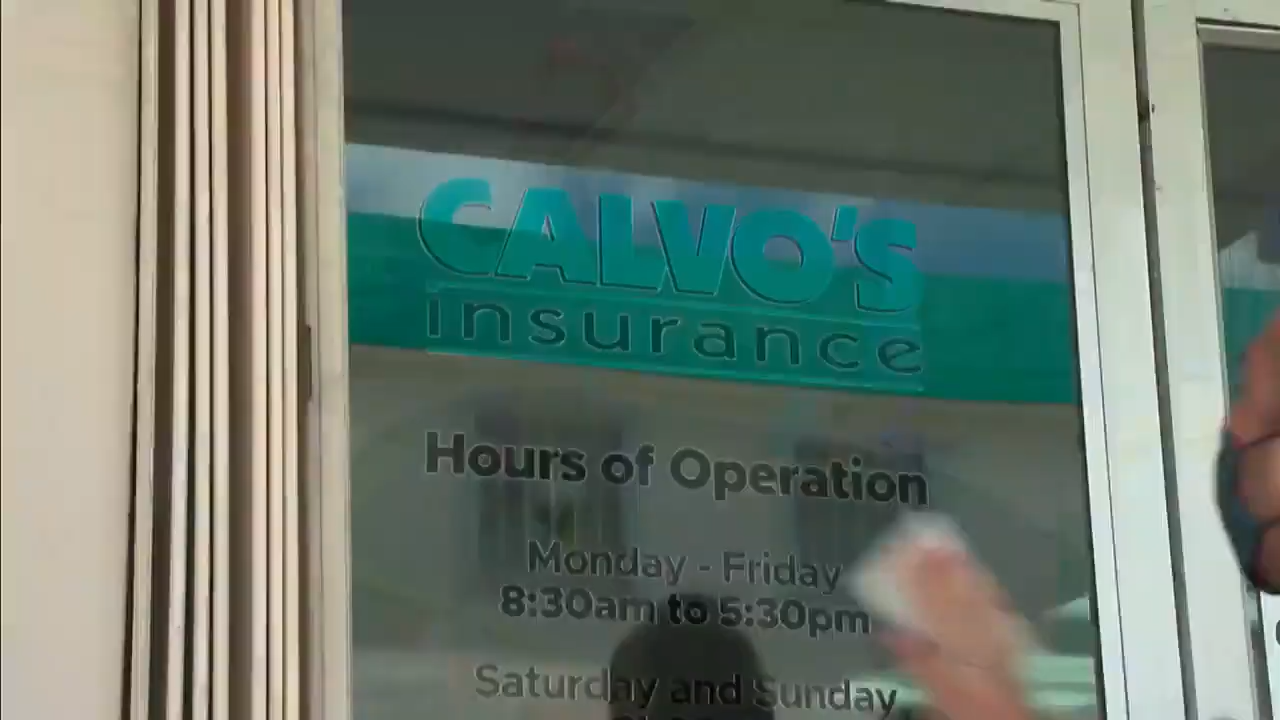 CALVO'S
insurance
Hours of Operation
Monday - Friday
8:30am to 5:30pm
Saturday and Sunday